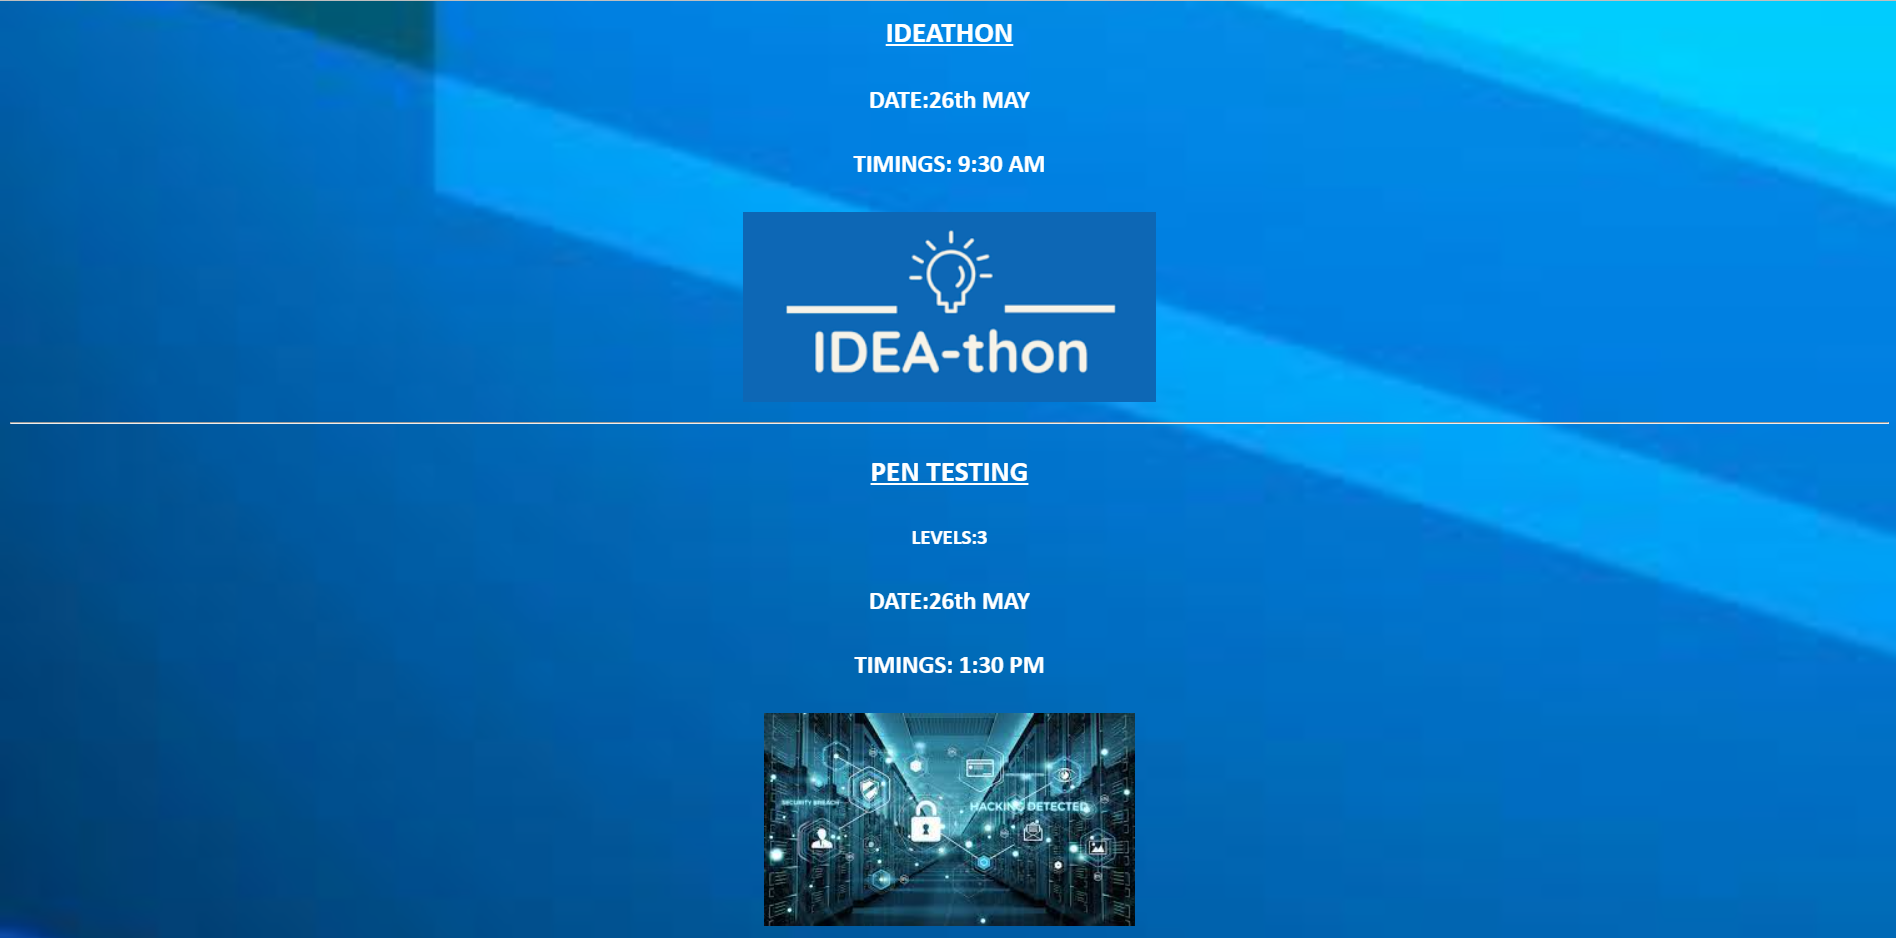 IDEATHON
DATE:26th MAY
TIMINGS: 9:30 AM
IDEA-thon
PEN TESTING
LEVELS:3
DATE:26th MAY
TIMINGS: 1:30 PM
SECURITY BREACH
HACKING DETECTED